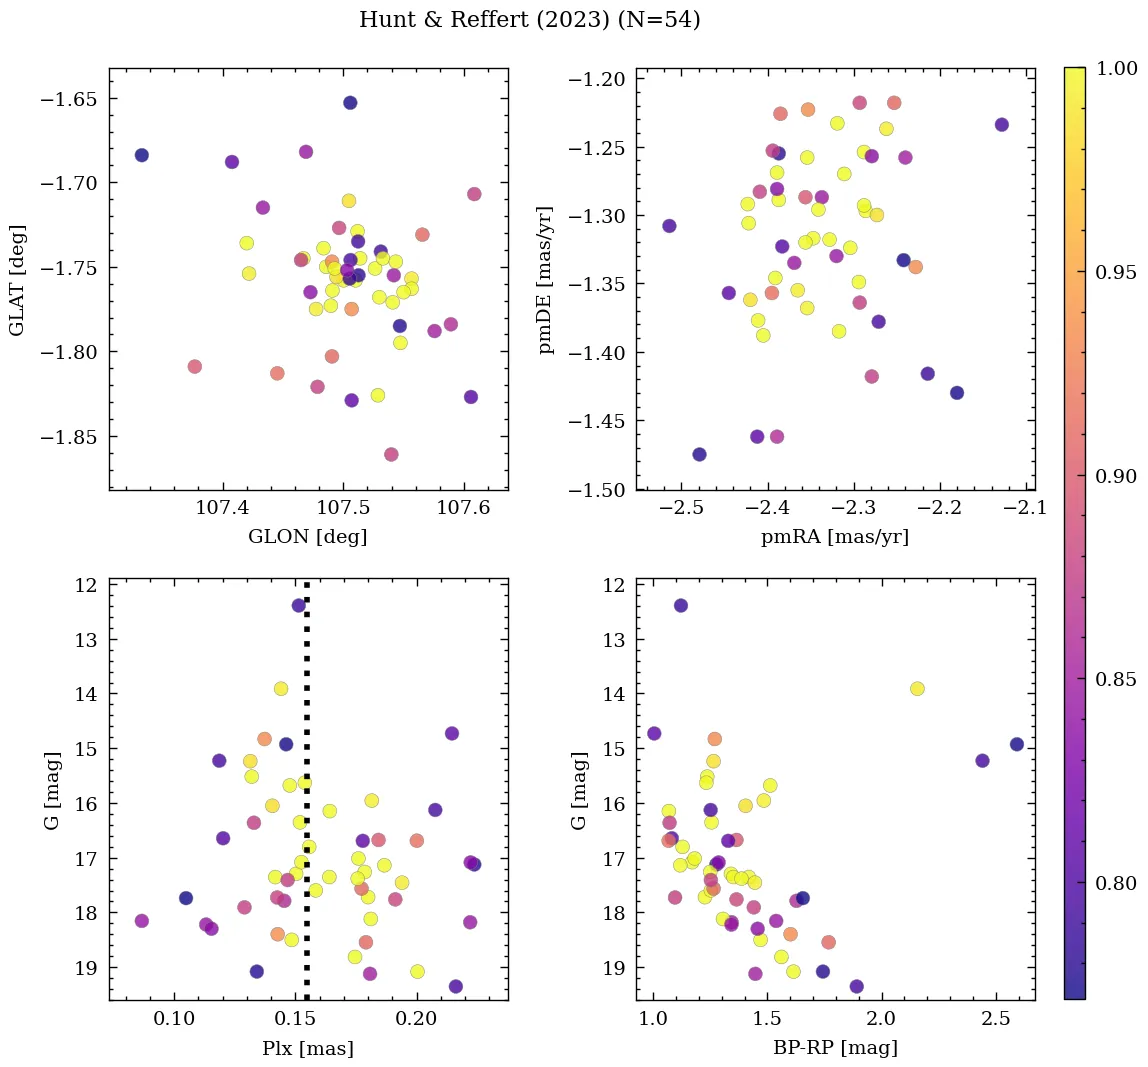 Hunt & Reffert (2023) (N=54)
−1.65
−1.70
−1.75
−1.80
−1.85
GLAT [deg]
107.4 107.5 107.6
GLON [deg]
−1.20
−1.25
−1.30
−1.35
−1.40
−1.45
−1.50
pmDE [mas/yr]
−2.5 −2.4 −2.3 −2.2 −2.1
pmRA [mas/yr]
1.00
0.95
0.90
0.85
0.80
12
13
14
15
16
17
18
19
G [mag]
0.10 0.15 0.20
Plx [mas]
12
13
14
15
16
17
18
19
G [mag]
1.0 1.5 2.0 2.5
BP-RP [mag]